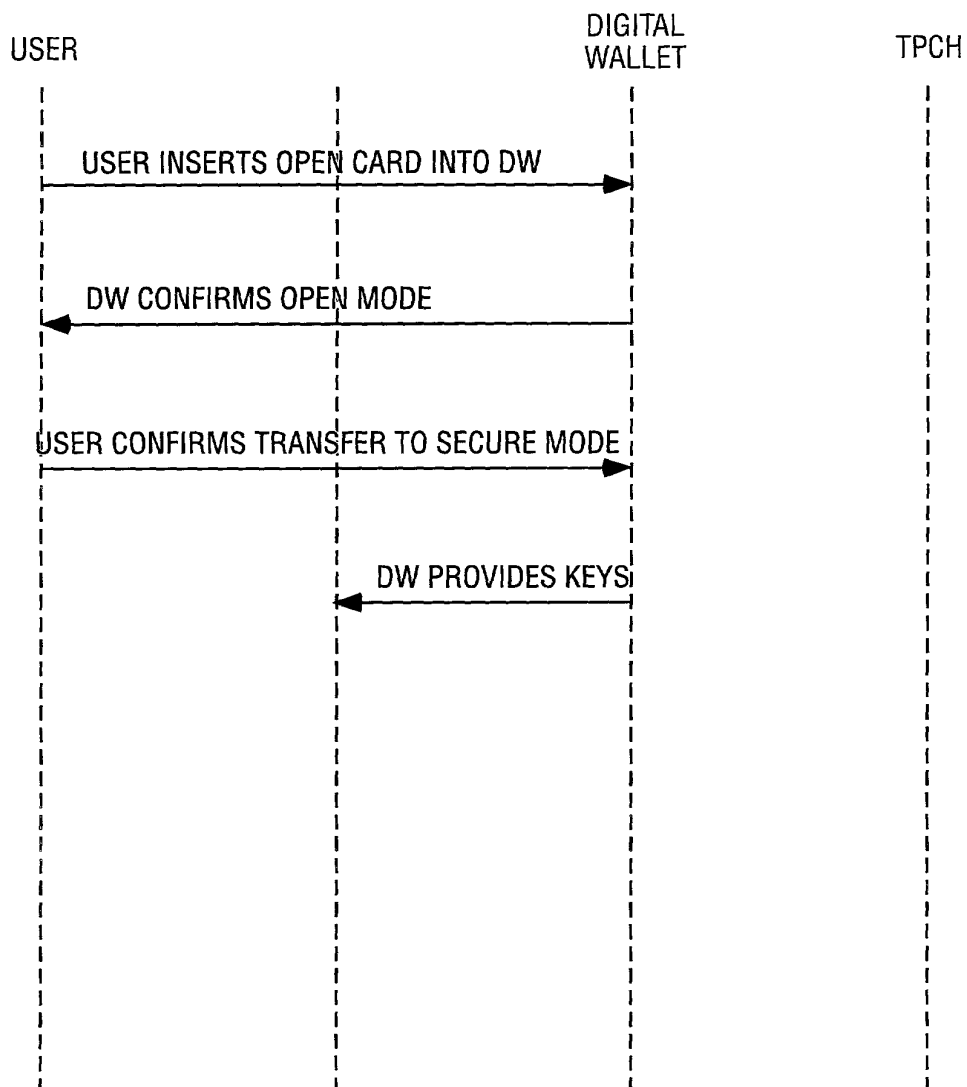 USER
DIGITAL
WALLET
TPCH
USER INSERTS OPEN CARD INTO DW
DW CONFIRMS OPEN MODE
USER CONFIRMS TRANSFER TO SECURE MODE
DW PROVIDES KEYS